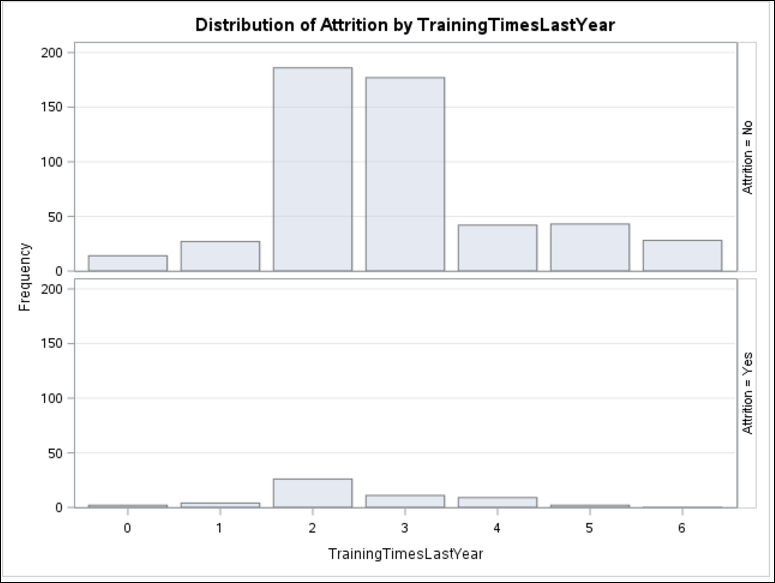 Distribution of Attrition by TrainingTimesLastYear
200
150
100
50
0
Attrition = No
Frequency
200
150
100
50
0
Attrition = Yes
0 1 2 3 4 5 6
TrainingTimesLastYear